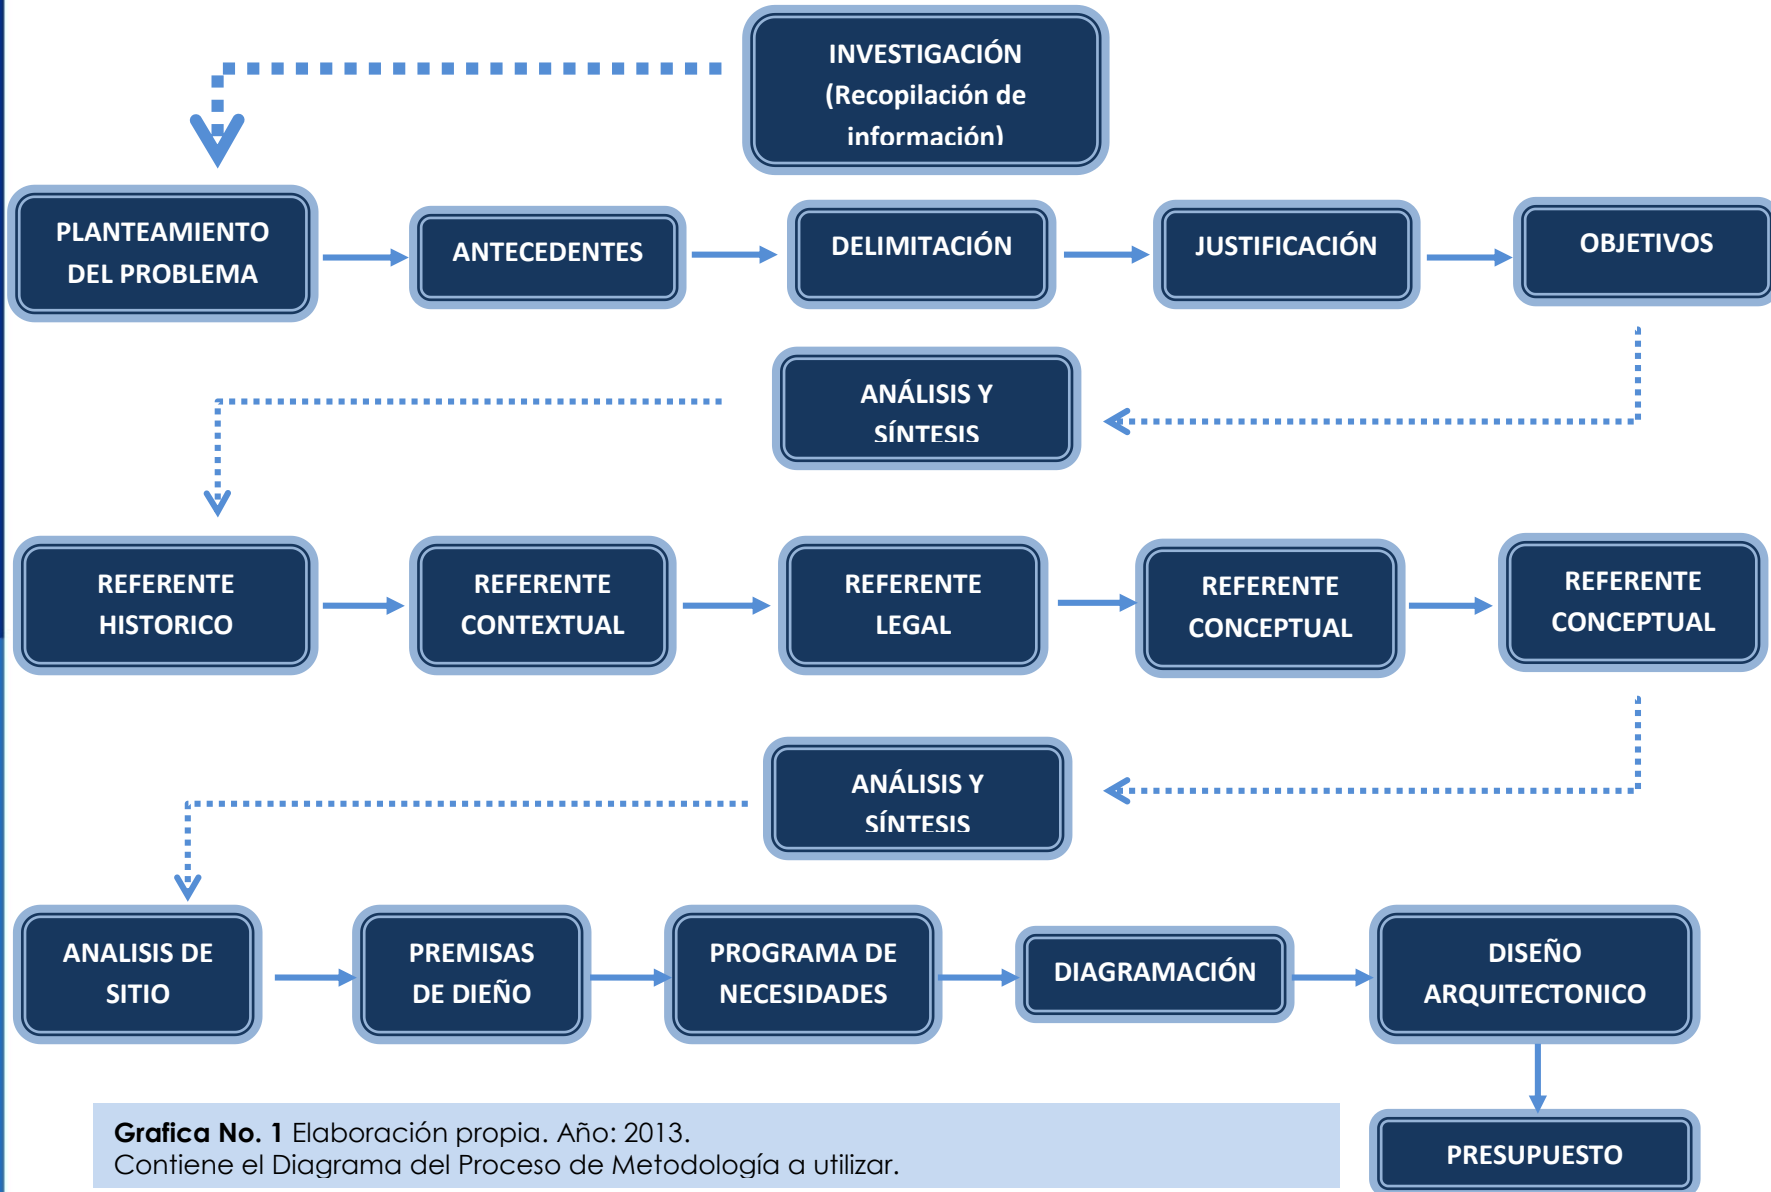 INVESTIGACIÓN
(Recopilación de
información)
PLANTEAMIENTO
DEL PROBLEMA
ANTECEDENTES
DELIMITACIÓN
JUSTIFICACIÓN
OBJETIVOS
ANÁLISIS Y
SÍNTESIS
REFERENTE
HISTORICO
REFERENTE
CONTEXTUAL
REFERENTE
LEGAL
REFERENTE
CONCEPTUAL
REFERENTE
CONCEPTUAL
ANÁLISIS Y
SÍNTESIS
ANALISIS DE
SITIO
PREMISAS
DE DIEÑO
PROGRAMA DE
NECESIDADES
DIAGRAMACIÓN
DISEÑO
ARQUITECTONICO
PRESUPUESTO
Grafica No. 1 Elaboración propia. Año: 2013.
Contiene el Diagrama del Proceso de Metodología a utilizar.